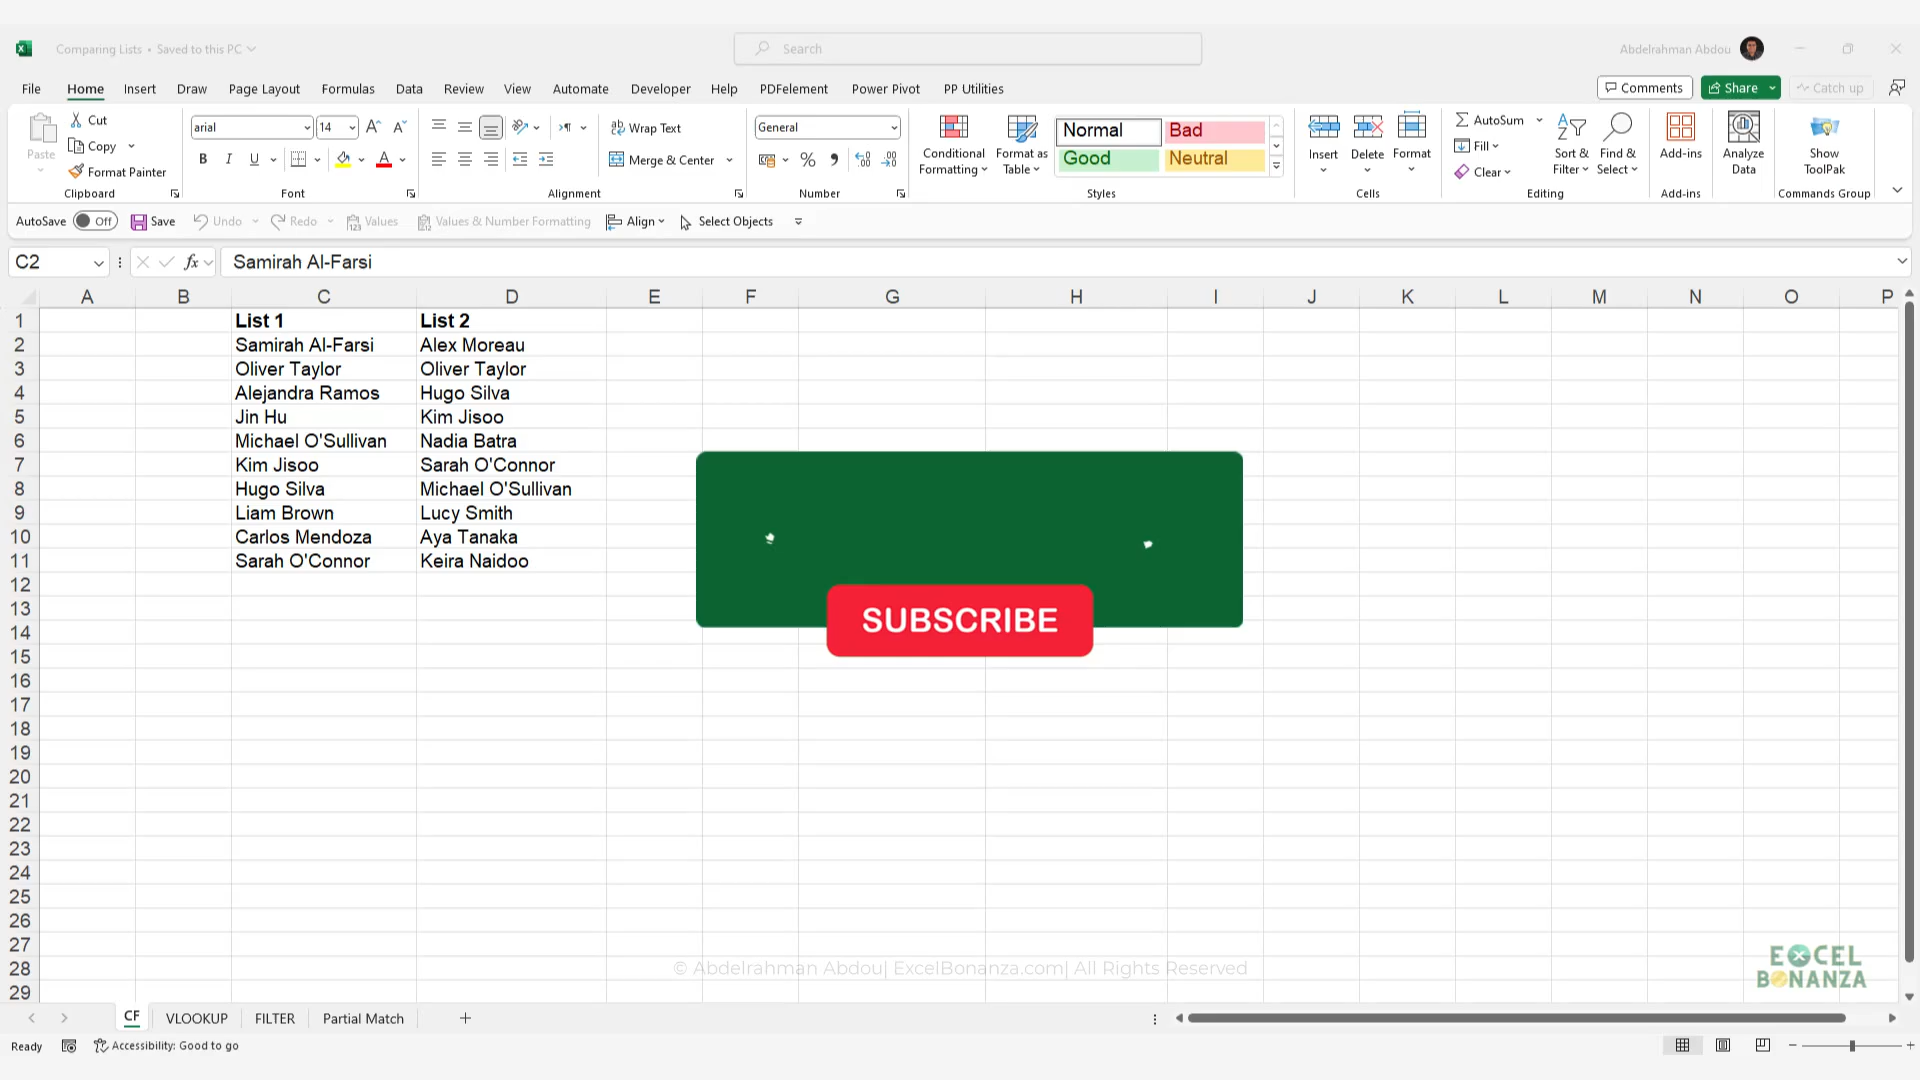 Comparing Lists • Saved to this PC
Search
Abdelrahman Abdou
File Home Insert Draw Page Layout Formulas Data Review View Automate Developer Help PDFelement Power Pivot PP Utilities
Comments Share Catch up
Paste Cut Copy Format Painter Clipboard
arial 14 B I U A Font
Wrap Text Merge & Center Alignment
General % Number
Conditional Formatting Format as Table Normal Bad Good Neutral Styles
Insert Delete Format Cells
AutoSum Fill Clear Sort & Filter Find & Select Editing
Add-ins Add-ins
Analyze Data
Show ToolPak Commands Group
AutoSave Off Save Undo Redo Values Values & Number Formatting Align Select Objects
C2 fx Samirah Al-Farsi
A B C D E F G H I J K L M N O P
1 List 1 List 2
2 Samirah Al-Farsi Alex Moreau
3 Oliver Taylor Oliver Taylor
4 Alejandra Ramos Hugo Silva
5 Jin Hu Kim Jisoo
6 Michael O'Sullivan Nadia Batra
7 Kim Jisoo Sarah O'Connor
8 Hugo Silva Michael O'Sullivan
9 Liam Brown Lucy Smith
10 Carlos Mendoza Aya Tanaka
11 Sarah O'Connor Keira Naidoo
12
13
SUBSCRIBE
14
15
16
17
18
19
20
21
22
23
24
25
26
27
28
29
© Abdelrahman Abdou| ExcelBonanza.com| All Rights Reserved
EXCEL
BONANZA
CF VLOOKUP FILTER Partial Match
Ready Accessibility: Good to go